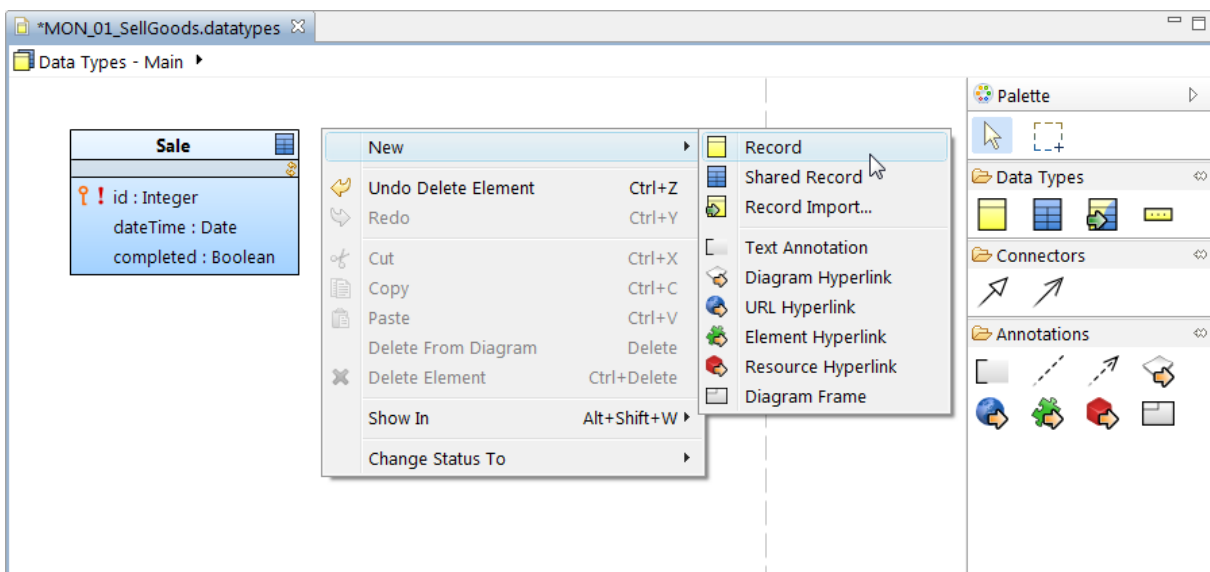 *MON_01_SellGoods.datatypes
Data Types - Main
Sale
id : Integer
dateTime : Date
completed : Boolean
New
Undo Delete Element Ctrl+Z
Redo Ctrl+Y
Cut Ctrl+X
Copy Ctrl+C
Paste Ctrl+V
Delete From Diagram Delete
Delete Element Ctrl+Delete
Show In Alt+Shift+W
Change Status To
Record
Shared Record
Record Import...
Text Annotation
Diagram Hyperlink
URL Hyperlink
Element Hyperlink
Resource Hyperlink
Diagram Frame
Palette
Data Types
Connectors
Annotations